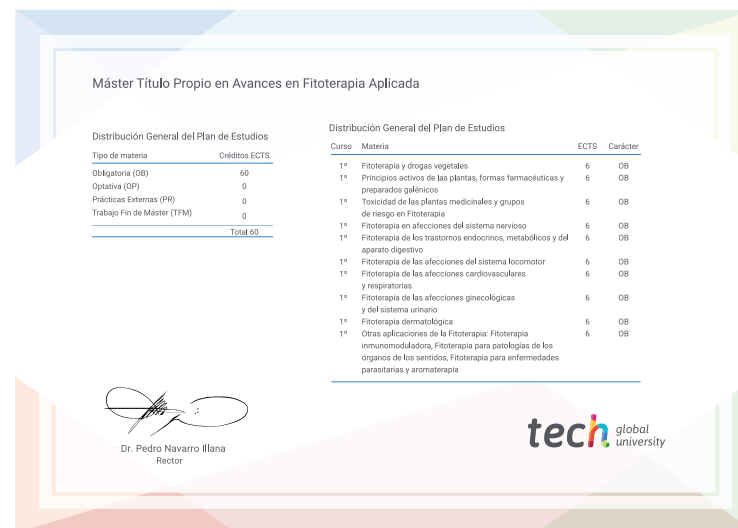 Máster Título Propio en Avances en Fitoterapia Aplicada
Distribución General del Plan de Estudios
Tipo de materia Créditos ECTS
Obligatoria (OB) 60
Optativa (OP) 0
Prácticas Externas (PR) 0
Trabajo Fin de Máster (TFM) 0
Total 60
Distribución General del Plan de Estudios
Curso Materia ECTS Carácter
1º Fitoterapia y drogas vegetales 6 OB
1º Principios activos de las plantas, formas farmacéuticas y 6 OB
preparados galénicos
1º Toxicidad de las plantas medicinales y grupos 6 OB
de riesgo en Fitoterapia
1º Fitoterapia en afecciones del sistema nervioso 6 OB
1º Fitoterapia de los trastornos endocrinos, metabólicos y del 6 OB
aparato digestivo
1º Fitoterapia de las afecciones del sistema locomotor 6 OB
1º Fitoterapia de las afecciones cardiovasculares 6 OB
y respiratorias
1º Fitoterapia de las afecciones ginecológicas 6 OB
y del sistema urinario
1º Fitoterapia dermatológica 6 OB
1º Otras aplicaciones de la Fitoterapia: Fitoterapia 6 OB
inmunomoduladora, Fitoterapia para patologías de los
órganos de los sentidos, Fitoterapia para enfermedades
parasitarias y aromaterapia
Dr. Pedro Navarro Illana
Rector
tech global
university